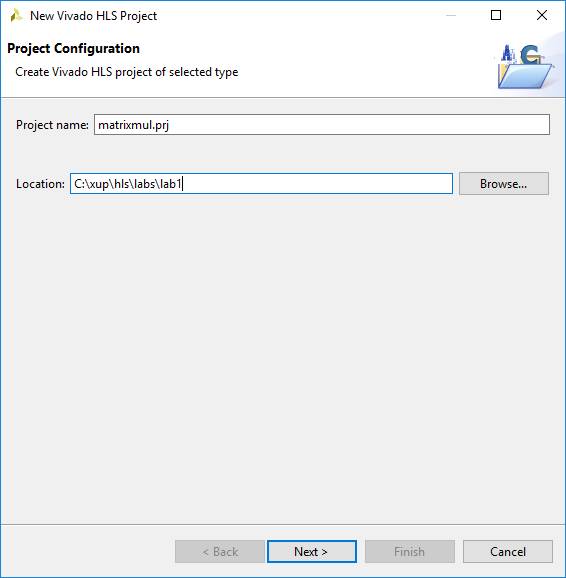 New Vivado HLS Project
Project Configuration
Create Vivado HLS project of selected type
Project name: matrixmul.prj
Location: C:\xup\hls\labs\lab1 Browse...
< Back Next > Finish Cancel